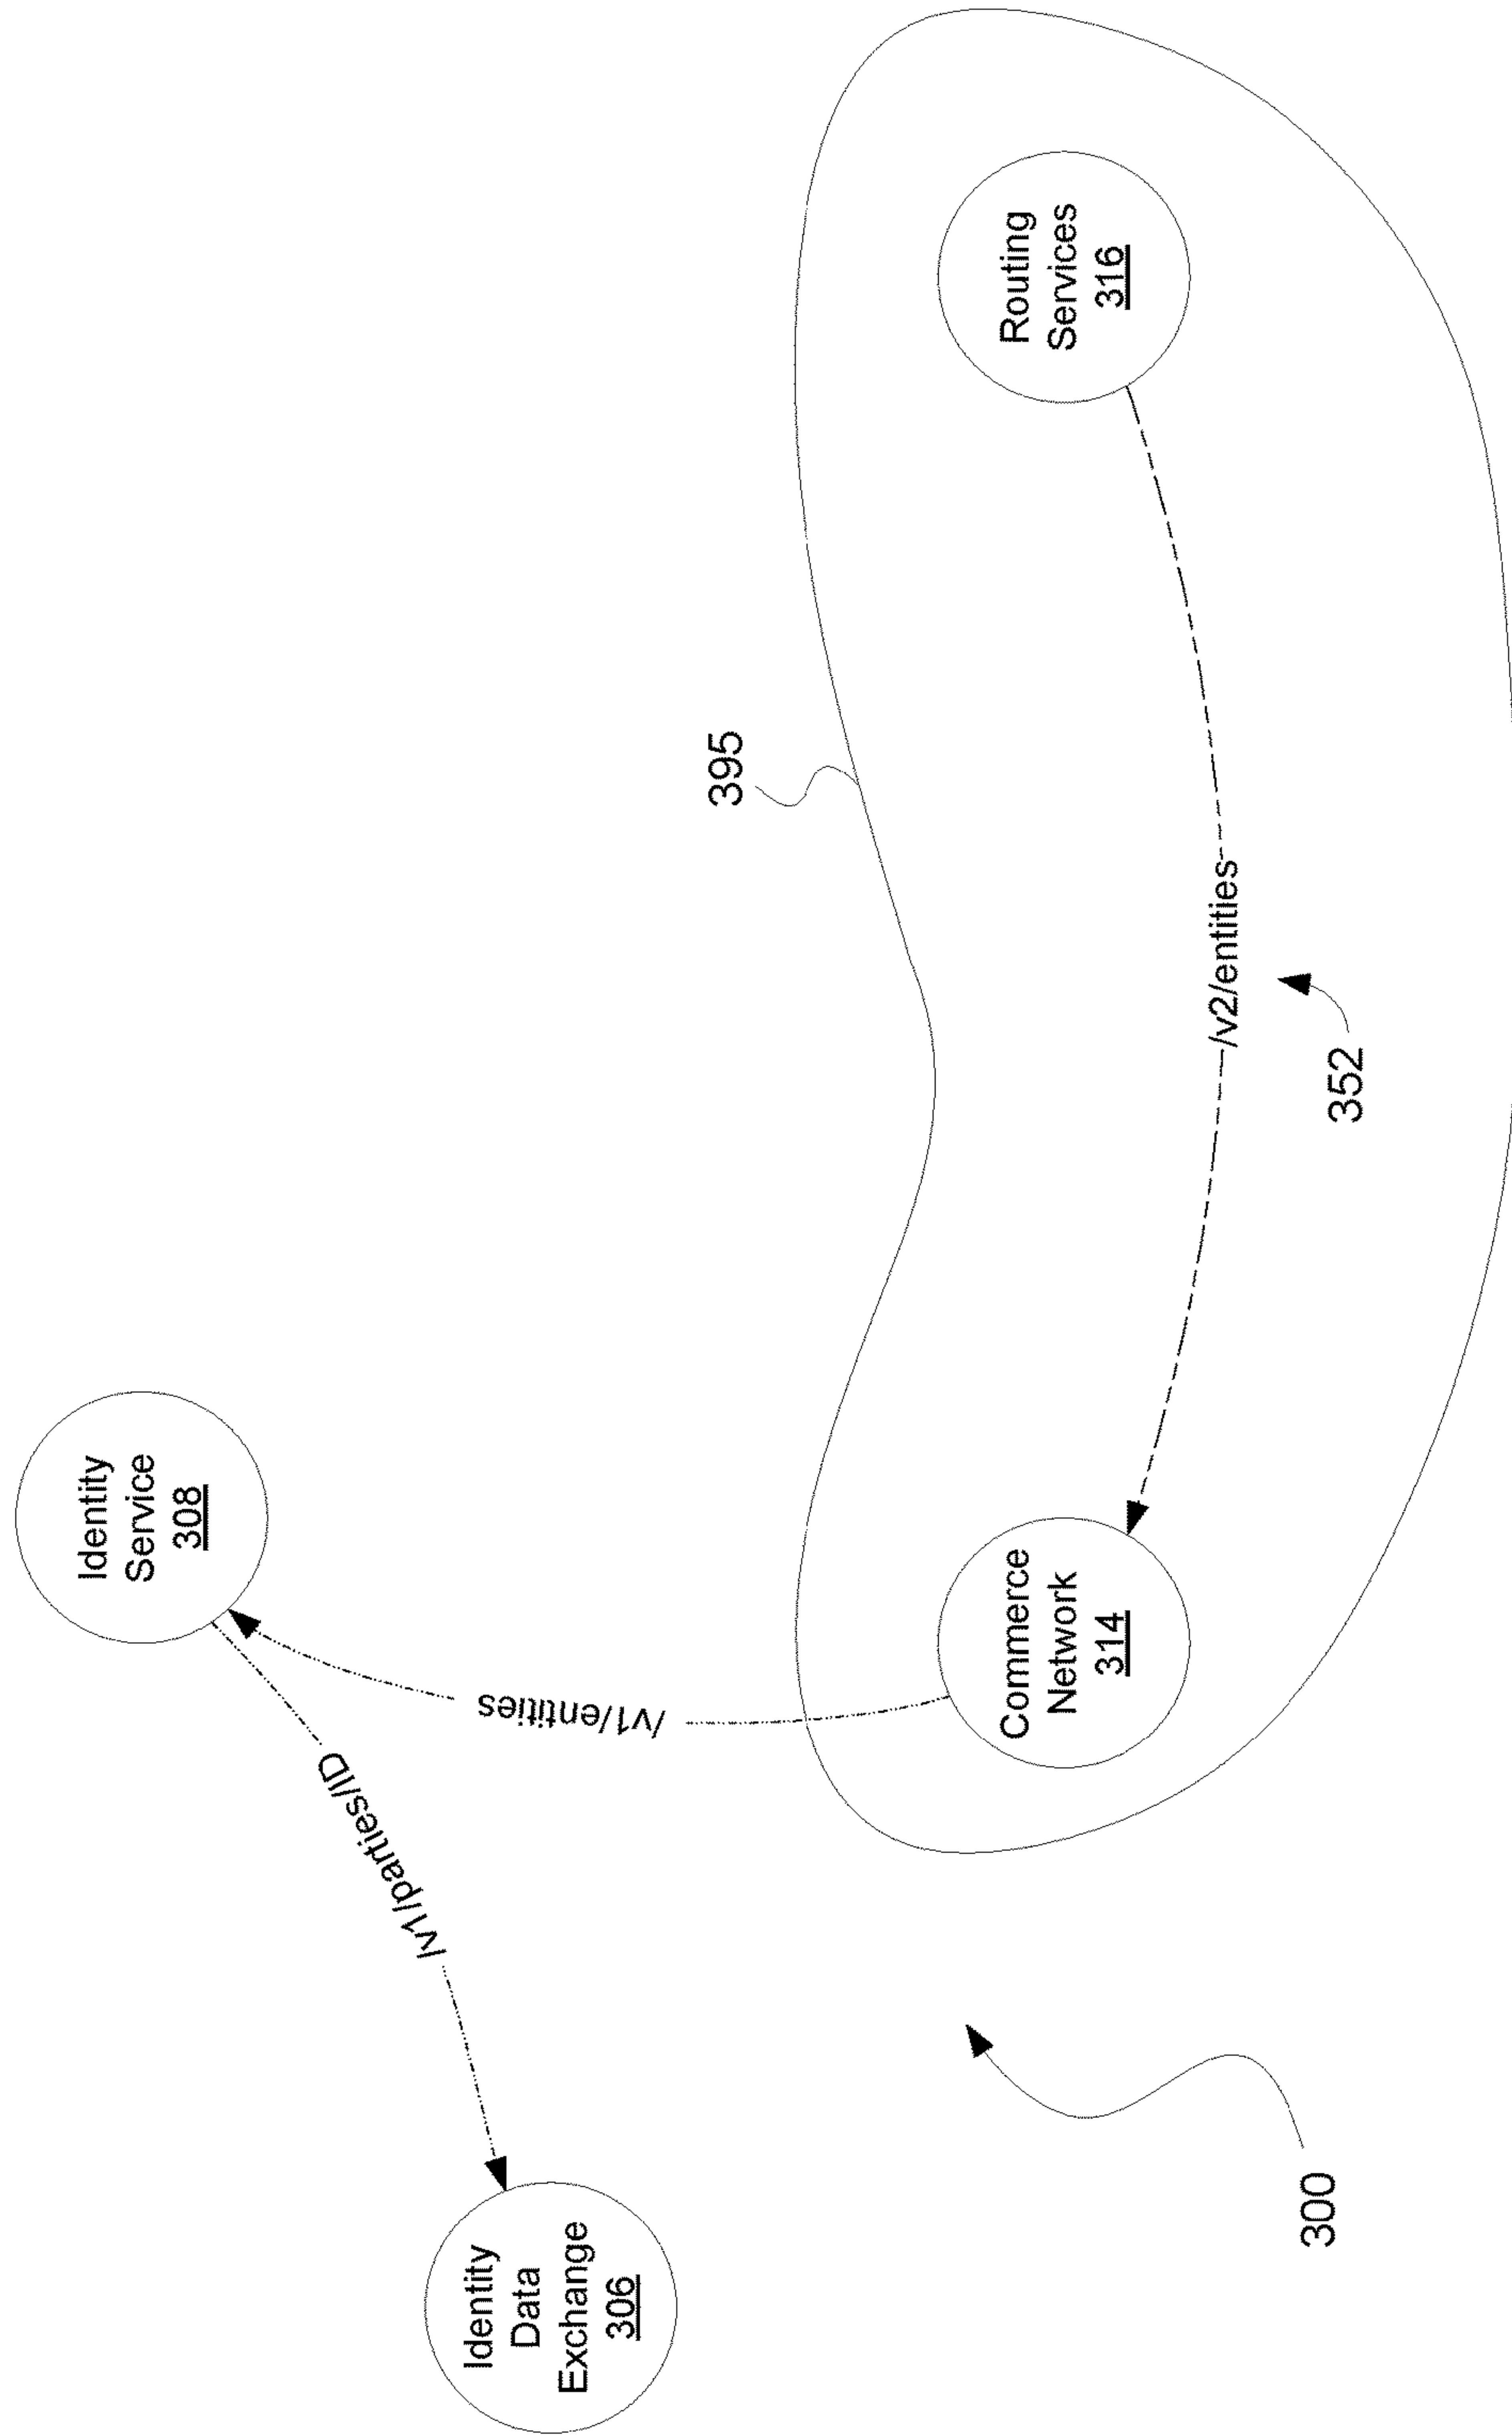 Identity
Service
308
/v1/parties/ID
/v1/entities
Identity
Data
Exchange
306
395
Commerce
Network
314
Routing
Services
316
/v2/entities
352
300